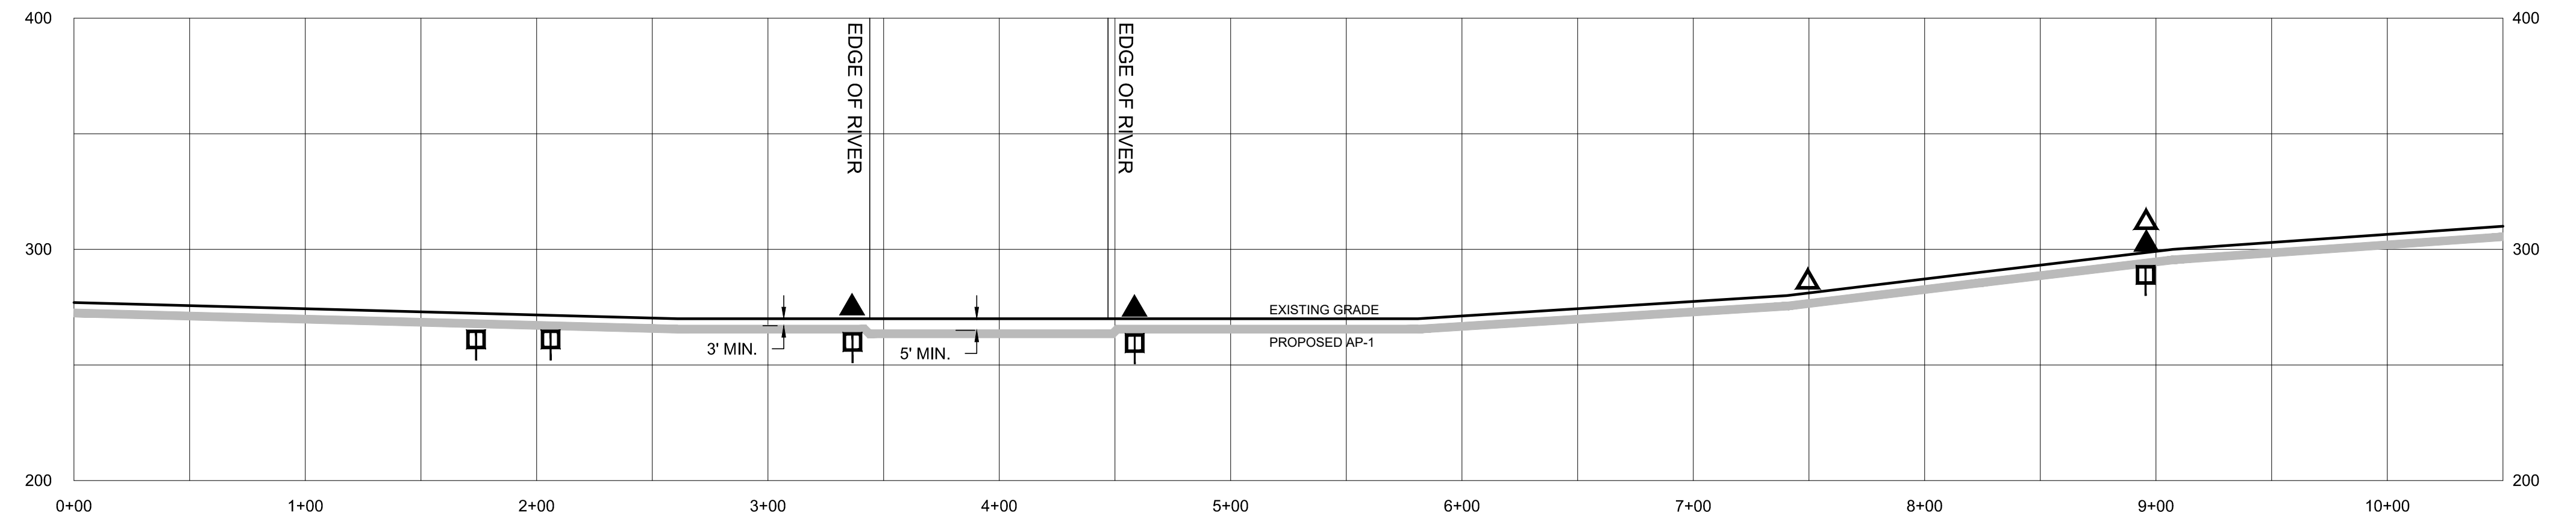 400
EDGE OF RIVER
EDGE OF RIVER
400
300
300
EXISTING GRADE
PROPOSED AP-1
3' MIN.
5' MIN.
200
200
0+00
1+00
2+00
3+00
4+00
5+00
6+00
7+00
8+00
9+00
10+00